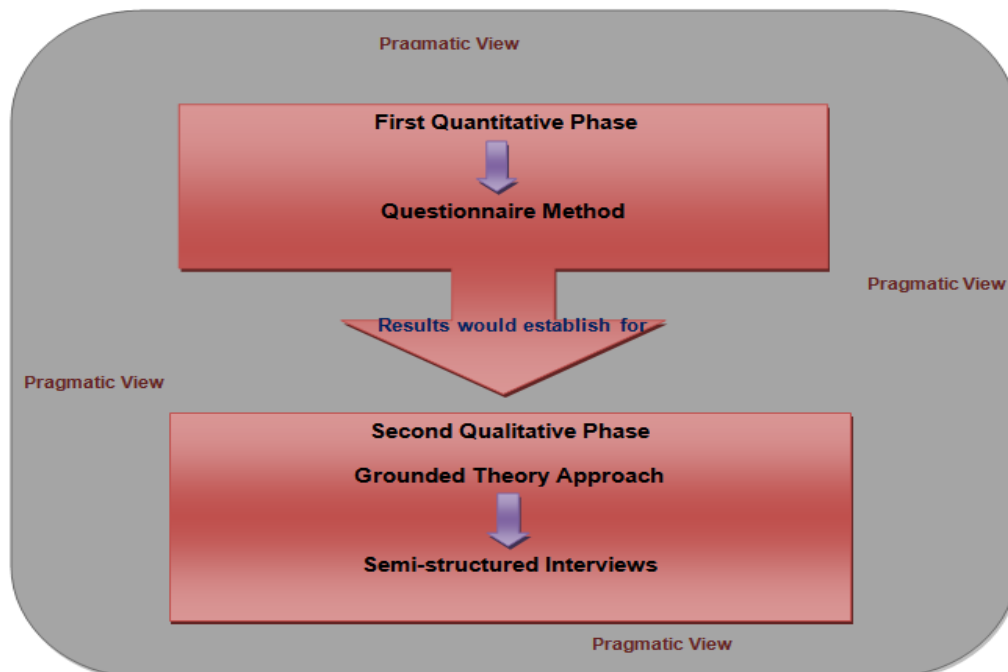 Pragmatic View
First Quantitative Phase
Questionnaire Method
Pragmatic View
Results would establish for
Pragmatic View
Second Qualitative Phase
Grounded Theory Approach
Semi-structured Interviews
Pragmatic View